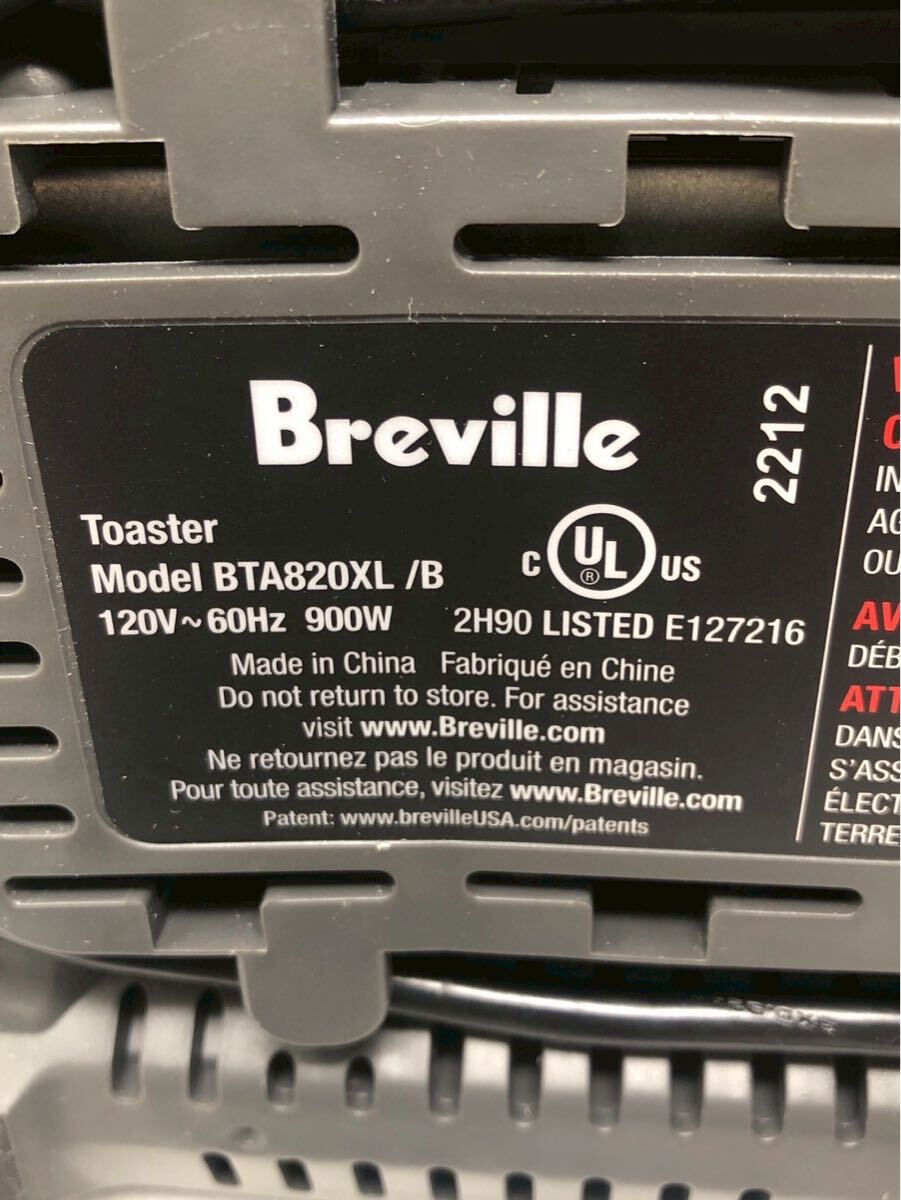 Breville
2212
Toaster
Model BTA820XL /B
120V~60Hz 900W
C UL ® US
2H90 LISTED E127216
Made in China Fabriqué en Chine
Do not return to store. For assistance
visit www.Breville.com
Ne retournez pas le produit en magasin.
Pour toute assistance, visitez www.Breville.com
Patent: www.brevilleUSA.com/patents
OU
AV
DÉB
ATT
DANS
S'ASS
ÉLECT
TERRE